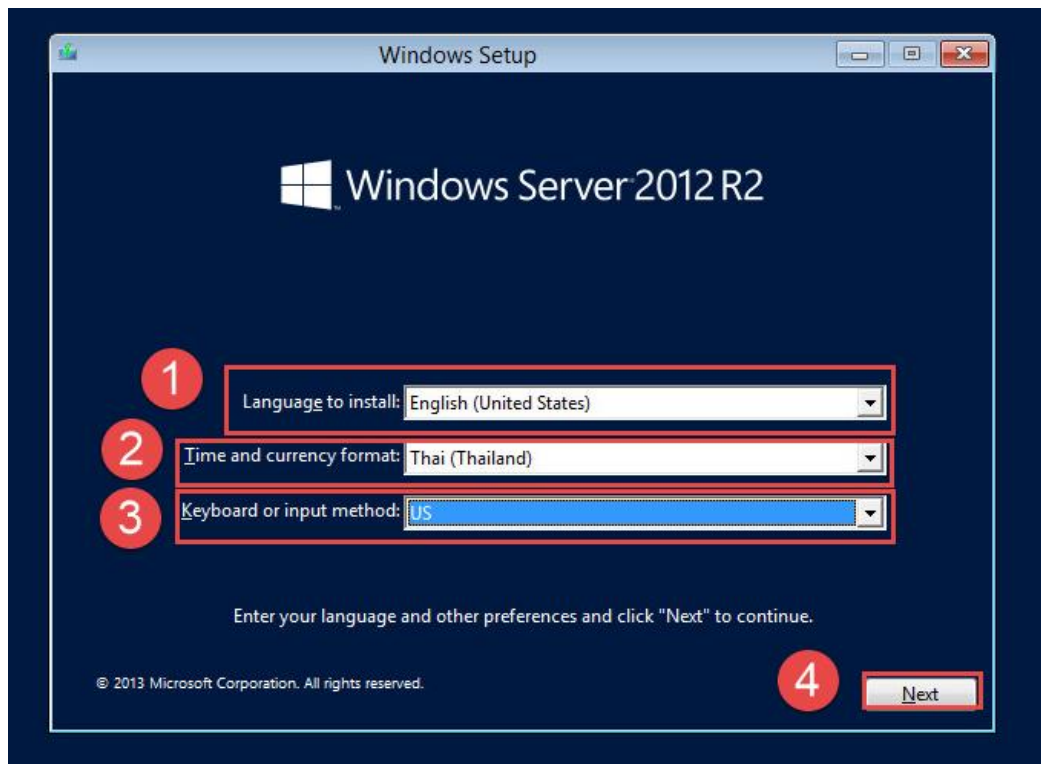 Windows Setup
Windows Server 2012 R2
1
Language to install: English (United States)
2
Time and currency format: Thai (Thailand)
3
Keyboard or input method: US
Enter your language and other preferences and click "Next" to continue.
© 2013 Microsoft Corporation. All rights reserved.
4
Next